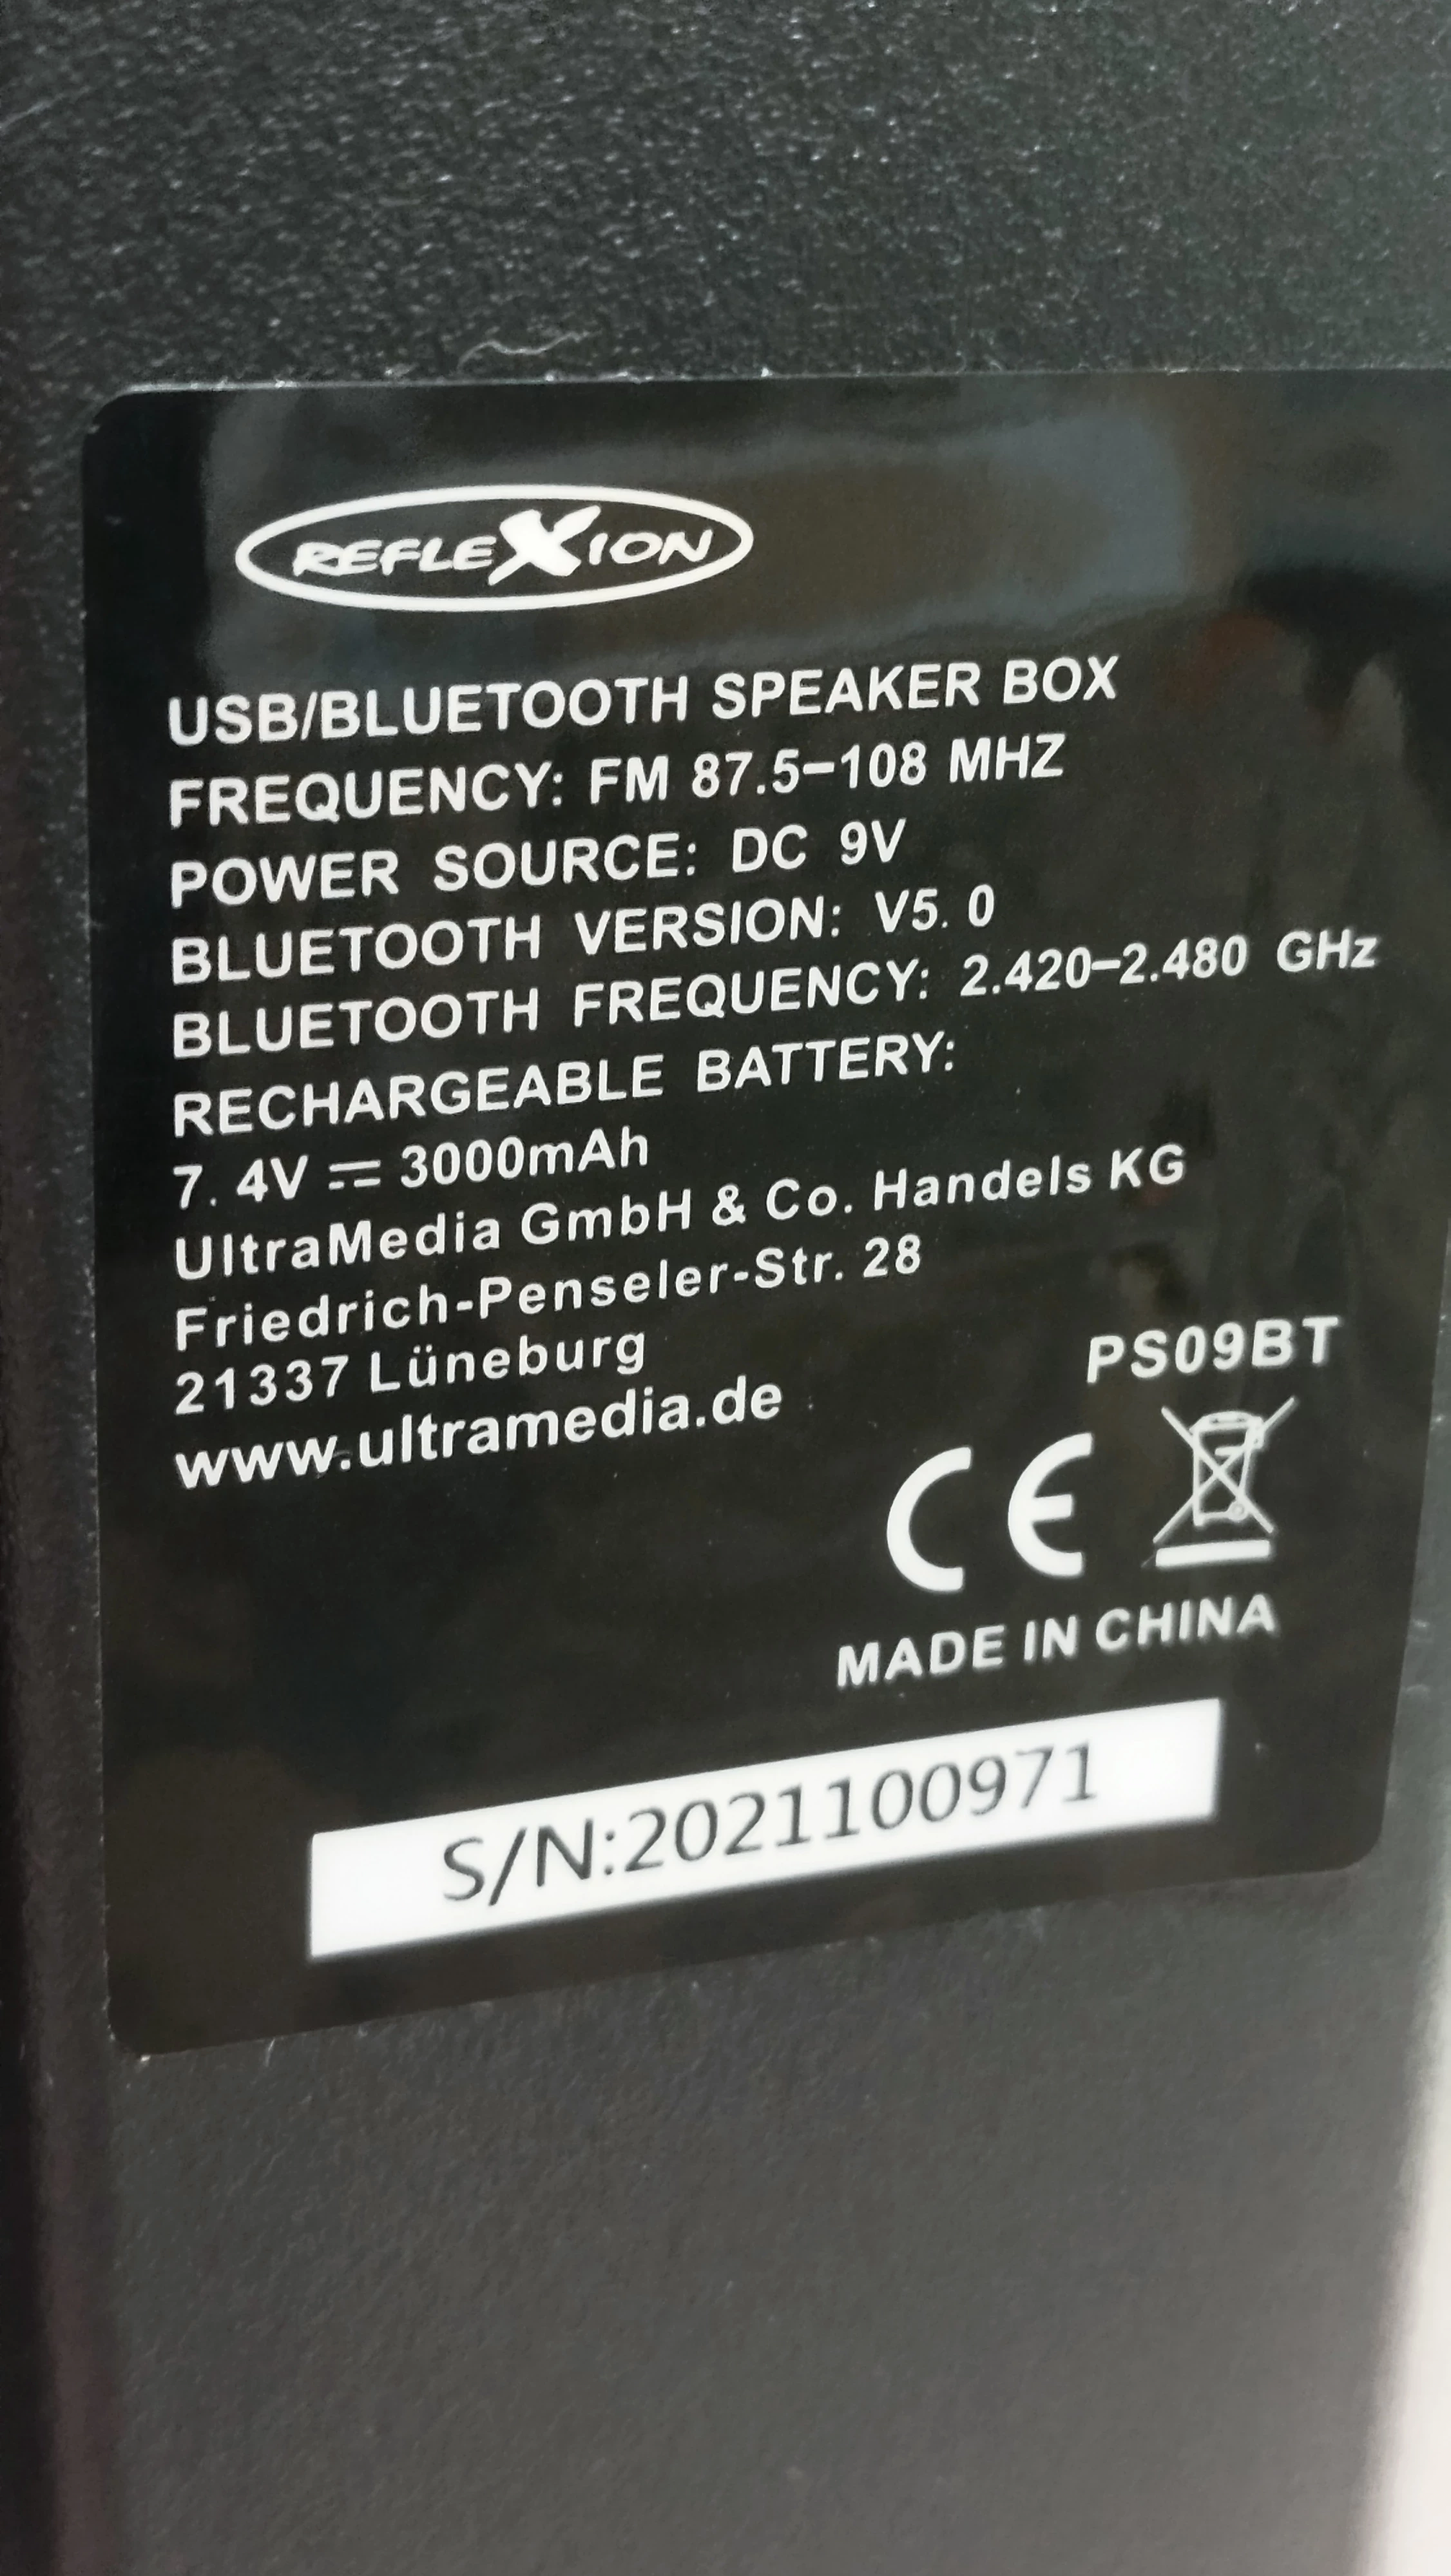 REFLEXION
USB/BLUETOOTH SPEAKER BOX
FREQUENCY: FM 87.5–108 MHZ
POWER SOURCE: DC 9V
BLUETOOTH VERSION: V5. 0
BLUETOOTH FREQUENCY: 2.420–2.480 GHz
RECHARGEABLE BATTERY:
7. 4V ⎓ 3000mAh
UltraMedia GmbH & Co. Handels KG
Friedrich-Penseler-Str. 28
21337 Lüneburg
www.ultramedia.de
PS09BT
CE
MADE IN CHINA
S/N:2021100971